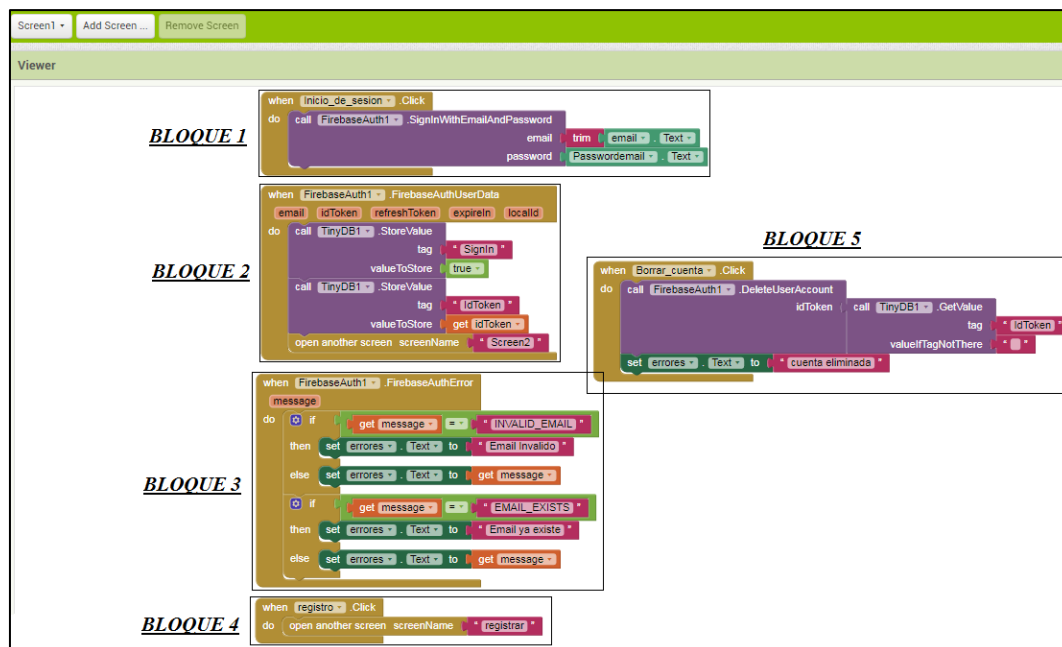 Screen1 Add Screen ... Remove Screen
Viewer
BLOQUE 1
when Inicio_de_sesion .Click
do call FirebaseAuth1 .SignInWithEmailAndPassword
email trim email . Text
password Passwordemail . Text
BLOQUE 2
when FirebaseAuth1 .FirebaseAuthUserData
email idToken refreshToken expireIn localId
do call TinyDB1 .StoreValue
tag " SignIn "
valueToStore true
call TinyDB1 .StoreValue
tag " IdToken "
valueToStore get idToken
open another screen screenName " Screen2 "
BLOQUE 3
when FirebaseAuth1 .FirebaseAuthError
message
do if get message = " INVALID_EMAIL "
then set errores . Text to " Email Invalido "
else set errores . Text to get message
if get message = " EMAIL_EXISTS "
then set errores . Text to " Email ya existe "
else set errores . Text to get message
BLOQUE 4
when registro .Click
do open another screen screenName " registrar "
BLOQUE 5
when Borrar_cuenta .Click
do call FirebaseAuth1 .DeleteUserAccount
idToken call TinyDB1 .GetValue
tag " IdToken "
valueIfTagNotThere " "
set errores . Text to " cuenta eliminada "